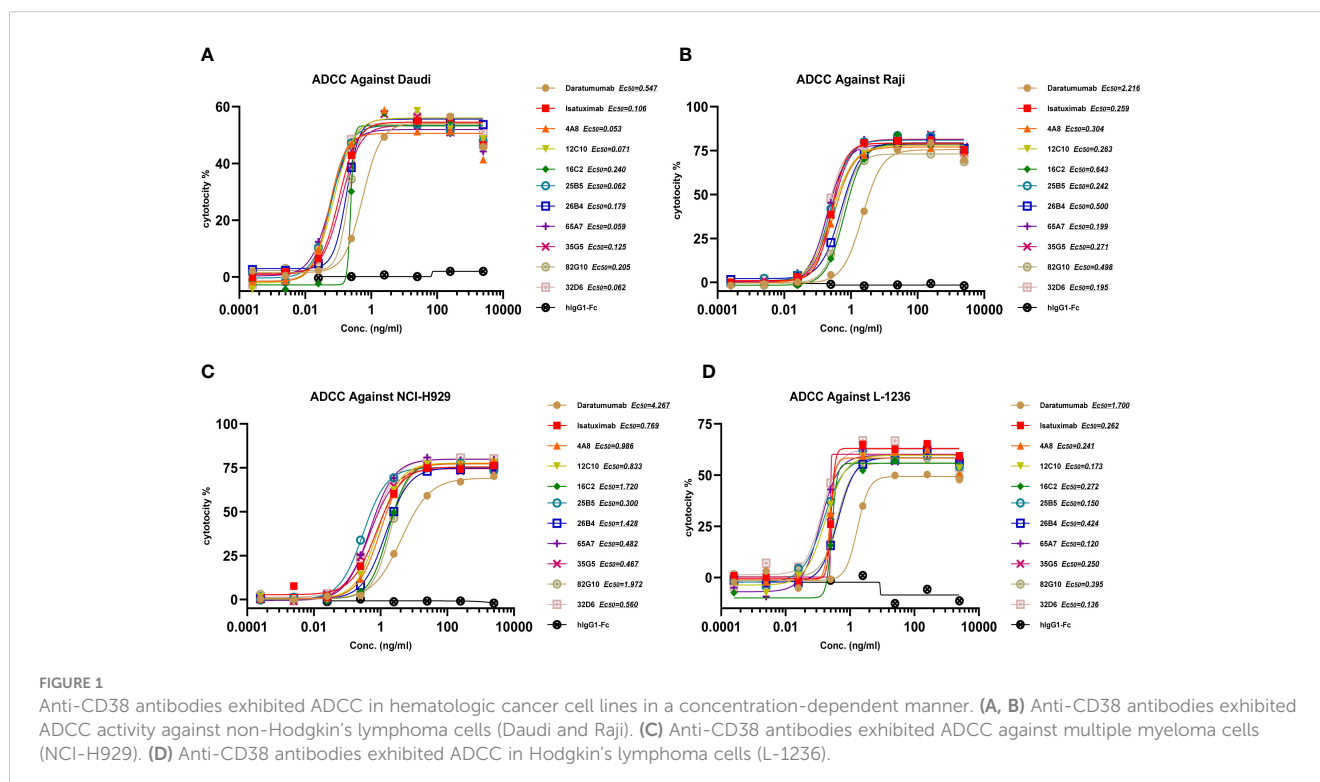 A
ADCC Against Daudi
cytotocity %
60
40
20
0
0.0001
0.01
1
100
10000
Conc. (ng/ml)
Daratumumab Ec50=0.547
Isatuximab Ec50=0.106
4A8 Ec50=0.053
12C10 Ec50=0.071
16C2 Ec50=0.240
25B5 Ec50=0.062
26B4 Ec50=0.179
65A7 Ec50=0.059
35G5 Ec50=0.125
82G10 Ec50=0.205
32D6 Ec50=0.062
hIgG1-Fc
B
ADCC Against Raji
cytotocity %
100
75
50
25
0
0.0001
0.01
1
100
10000
Conc. (ng/ml)
Daratumumab Ec50=2.216
Isatuximab Ec50=0.259
4A8 Ec50=0.304
12C10 Ec50=0.263
16C2 Ec50=0.643
25B5 Ec50=0.242
26B4 Ec50=0.500
65A7 Ec50=0.199
35G5 Ec50=0.271
82G10 Ec50=0.498
32D6 Ec50=0.195
hIgG1-Fc
C
ADCC Against NCI-H929
cytotocity %
100
75
50
25
0
0.0001
0.01
1
100
10000
Conc. (ng/ml)
Daratumumab Ec50=4.267
Isatuximab Ec50=0.769
4A8 Ec50=0.986
12C10 Ec50=0.833
16C2 Ec50=1.720
25B5 Ec50=0.300
26B4 Ec50=1.428
65A7 Ec50=0.482
35G5 Ec50=0.467
82G10 Ec50=1.972
32D6 Ec50=0.560
hIgG1-Fc
D
ADCC Against L-1236
cytotocity %
75
50
25
0
0.0001
0.01
1
100
10000
Conc. (ng/ml)
Daratumumab Ec50=1.700
Isatuximab Ec50=0.262
4A8 Ec50=0.241
12C10 Ec50=0.173
16C2 Ec50=0.272
25B5 Ec50=0.150
26B4 Ec50=0.424
65A7 Ec50=0.120
35G5 Ec50=0.250
82G10 Ec50=0.395
32D6 Ec50=0.136
hIgG1-Fc
FIGURE 1
Anti-CD38 antibodies exhibited ADCC in hematologic cancer cell lines in a concentration-dependent manner. (A, B) Anti-CD38 antibodies exhibited
ADCC activity against non-Hodgkin's lymphoma cells (Daudi and Raji). (C) Anti-CD38 antibodies exhibited ADCC against multiple myeloma cells
(NCI-H929). (D) Anti-CD38 antibodies exhibited ADCC in Hodgkin's lymphoma cells (L-1236).